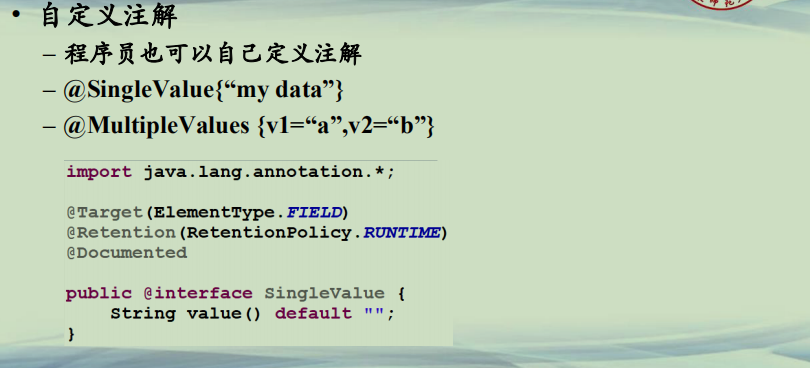 • 自定义注解
– 程序员也可以自己定义注解
– @SingleValue{“my data”}
– @MultipleValues {v1=“a”,v2=“b”}
import java.lang.annotation.*;
@Target(ElementType.FIELD)
@Retention(RetentionPolicy.RUNTIME)
@Documented
public @interface SingleValue {
    String value() default "";
}